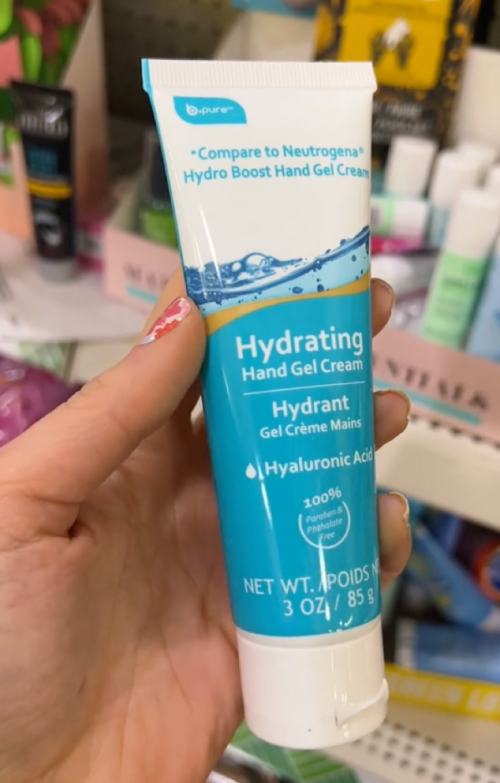 b.pure™
*Compare to Neutrogena®
Hydro Boost Hand Gel Cream
Hydrating
Hand Gel Cream
Hydrant
Gel Crème Mains
Hyaluronic Acid
100%
Paraben &
Phthalate
Free
NET WT. /POIDS N
3 OZ / 85 g